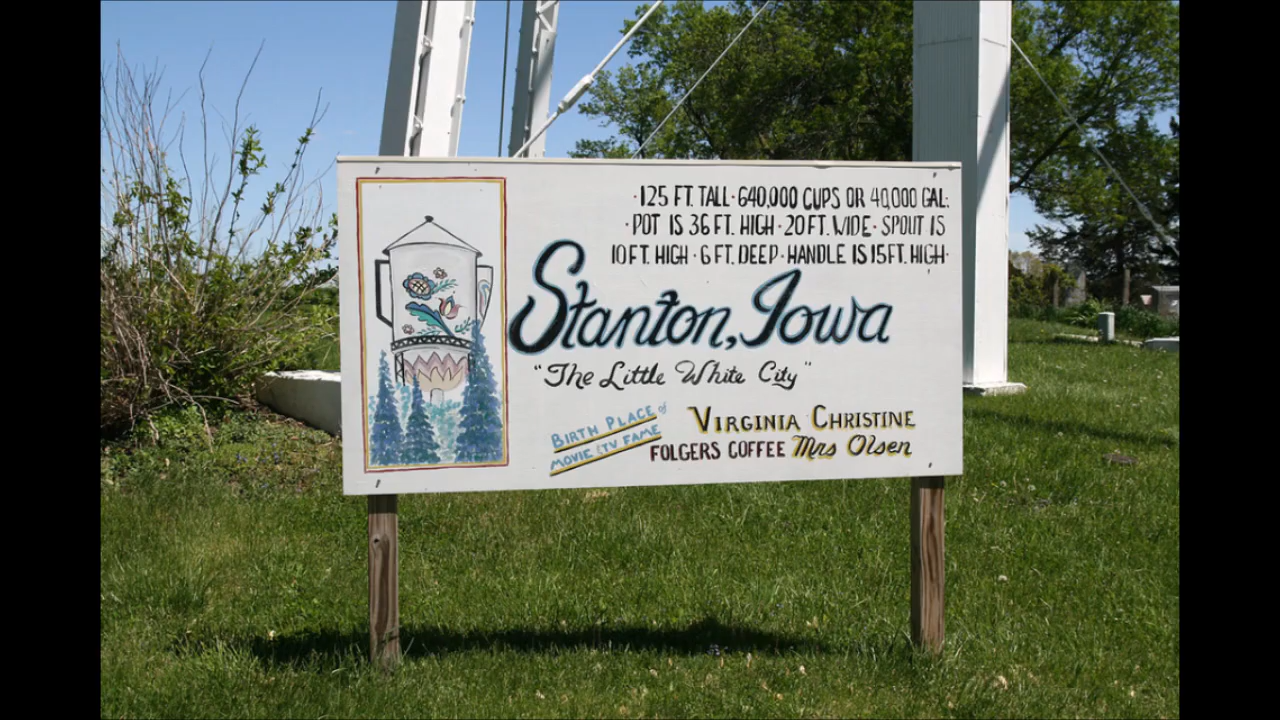 ·125 FT. TALL·640,000 CUPS OR 40,000 GAL·
·POT IS 36 FT. HIGH·20 FT. WIDE·SPOUT IS
10 FT. HIGH·6 FT. DEEP·HANDLE IS 15 FT. HIGH·
Stanton, Iowa
"The Little White City"
BIRTH PLACE of
MOVIE & TV FAME
VIRGINIA CHRISTINE
FOLGERS COFFEE Mrs Olsen